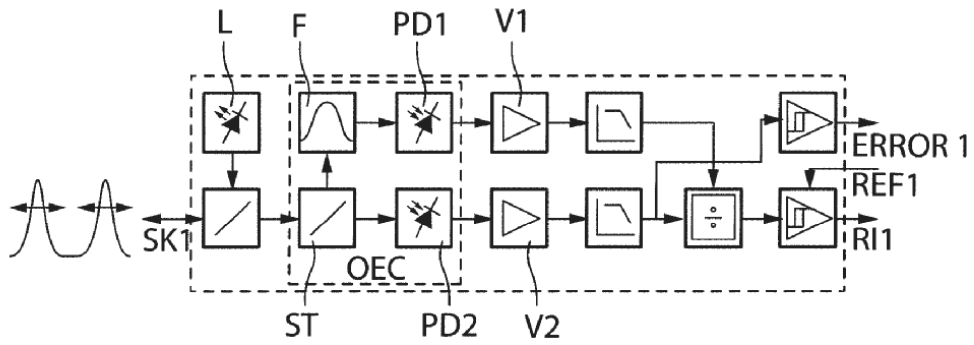 L F PD1 V1
ERROR 1
REF1
SK1 RI1
OEC
ST PD2 V2
÷